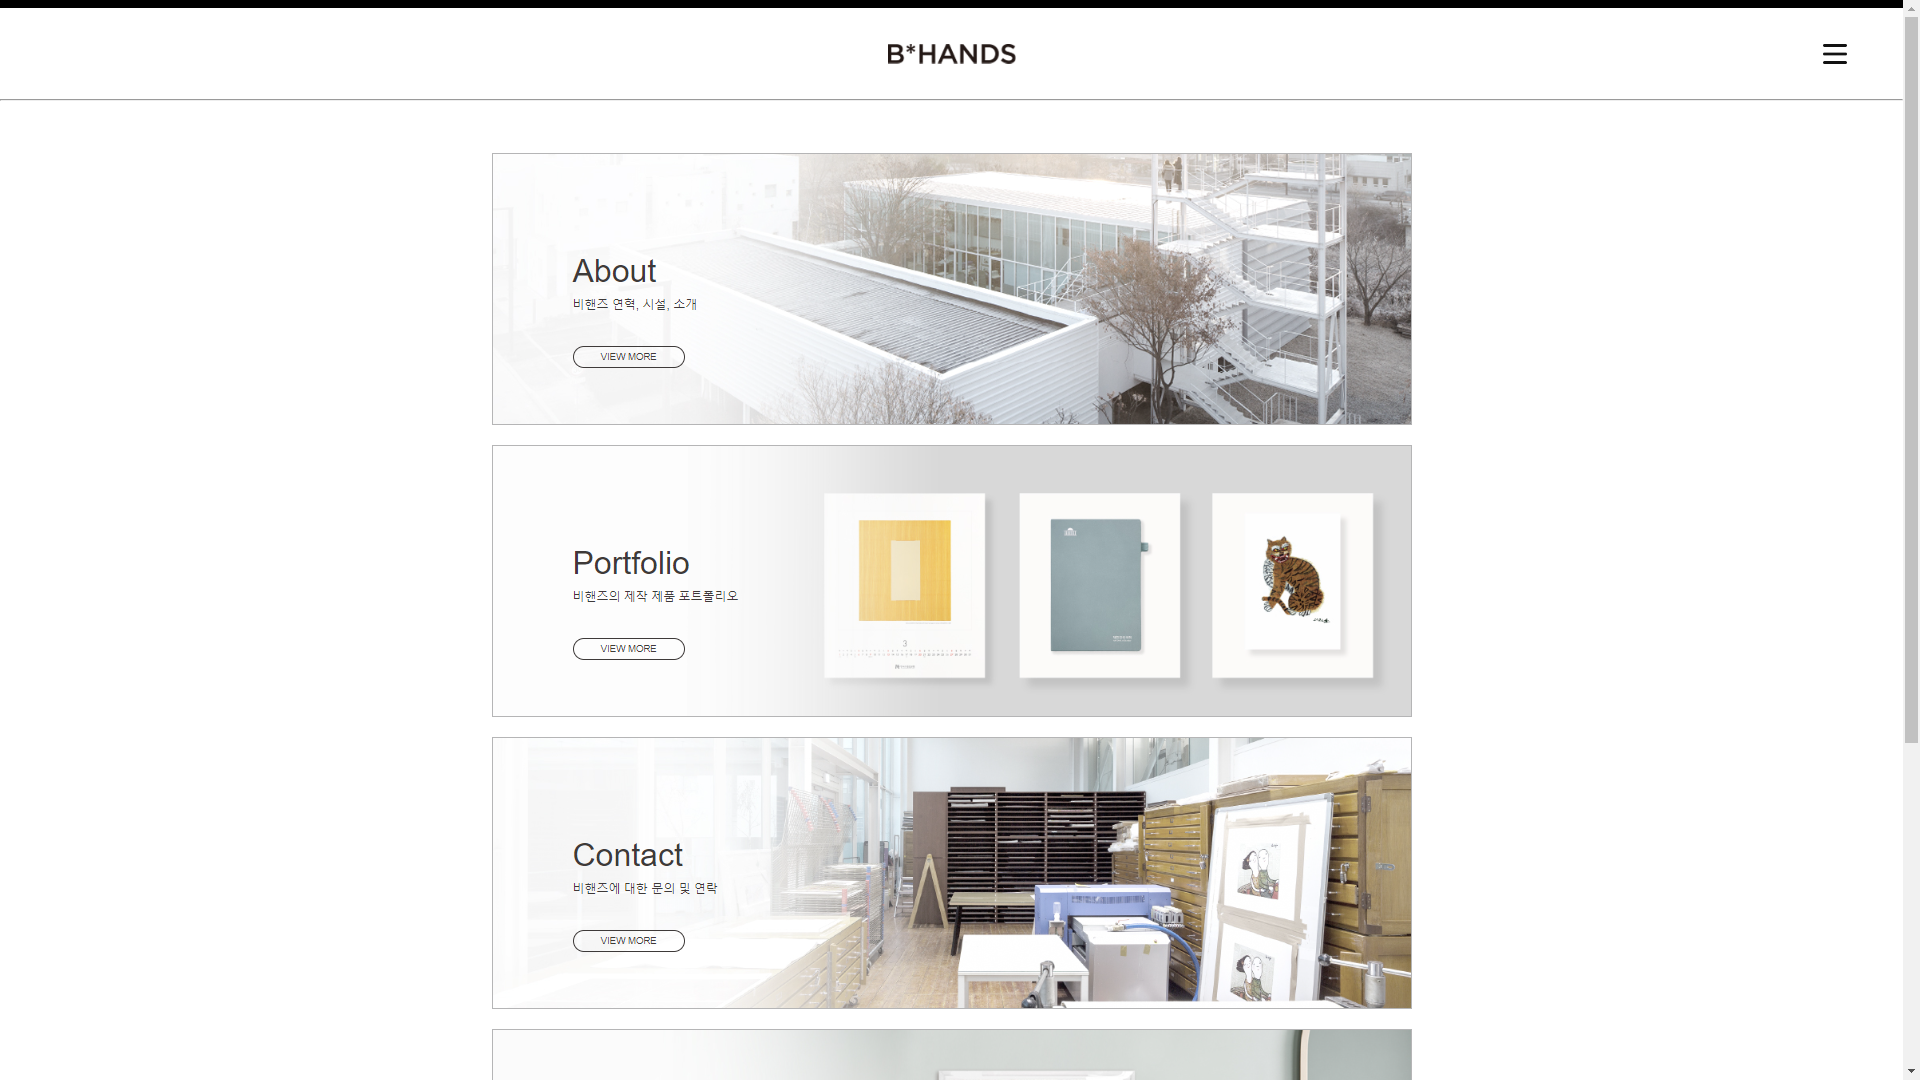 B*HANDS
About
비핸즈 연혁, 시설, 소개
VIEW MORE
Portfolio
비핸즈의 제작 제품 포트폴리오
VIEW MORE
3
Contact
비핸즈에 대한 문의 및 연락
VIEW MORE